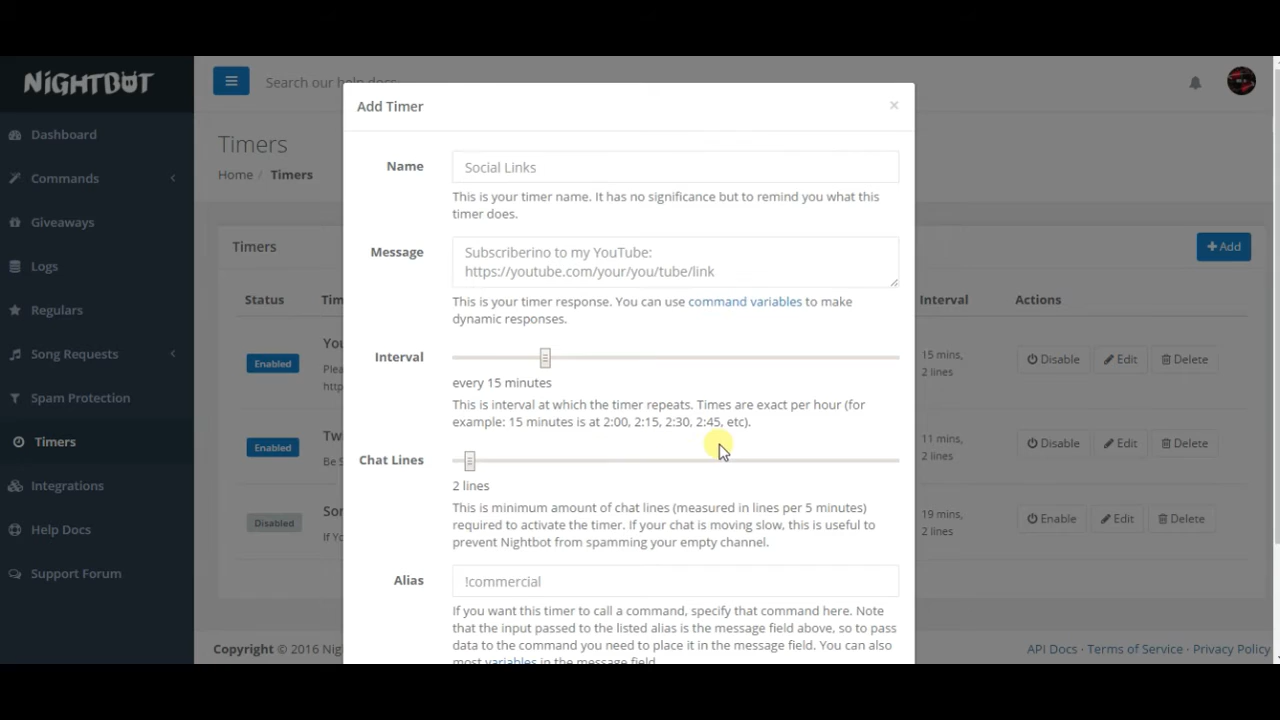 NIGHTBOT
Search our help docs
Dashboard
Commands
Giveaways
Logs
Regulars
Song Requests
Spam Protection
Timers
Integrations
Help Docs
Support Forum
Timers
Home / Timers
Timers
+ Add
Status
Interval
Actions
Enabled
15 mins,
2 lines
Disable
Edit
Delete
Enabled
11 mins,
2 lines
Disable
Edit
Delete
Disabled
If
19 mins,
2 lines
Enable
Edit
Delete
Copyright © 2016
API Docs · Terms of Service · Privacy Policy
Add Timer
×
Name
Social Links
This is your timer name. It has no significance but to remind you what this
timer does.
Message
Subscriberino to my YouTube:
https://youtube.com/your/you/tube/link
This is your timer response. You can use command variables to make
dynamic responses.
Interval
every 15 minutes
This is interval at which the timer repeats. Times are exact per hour (for
example: 15 minutes is at 2:00, 2:15, 2:30, 2:45, etc).
Chat Lines
2 lines
This is minimum amount of chat lines (measured in lines per 5 minutes)
required to activate the timer. If your chat is moving slow, this is useful to
prevent Nightbot from spamming your empty channel.
Alias
!commercial
If you want this timer to call a command, specify that command here. Note
that the input passed to the listed alias is the message field above, so to pass
data to the command you need to place it in the message field. You can also
most variables in the message field.